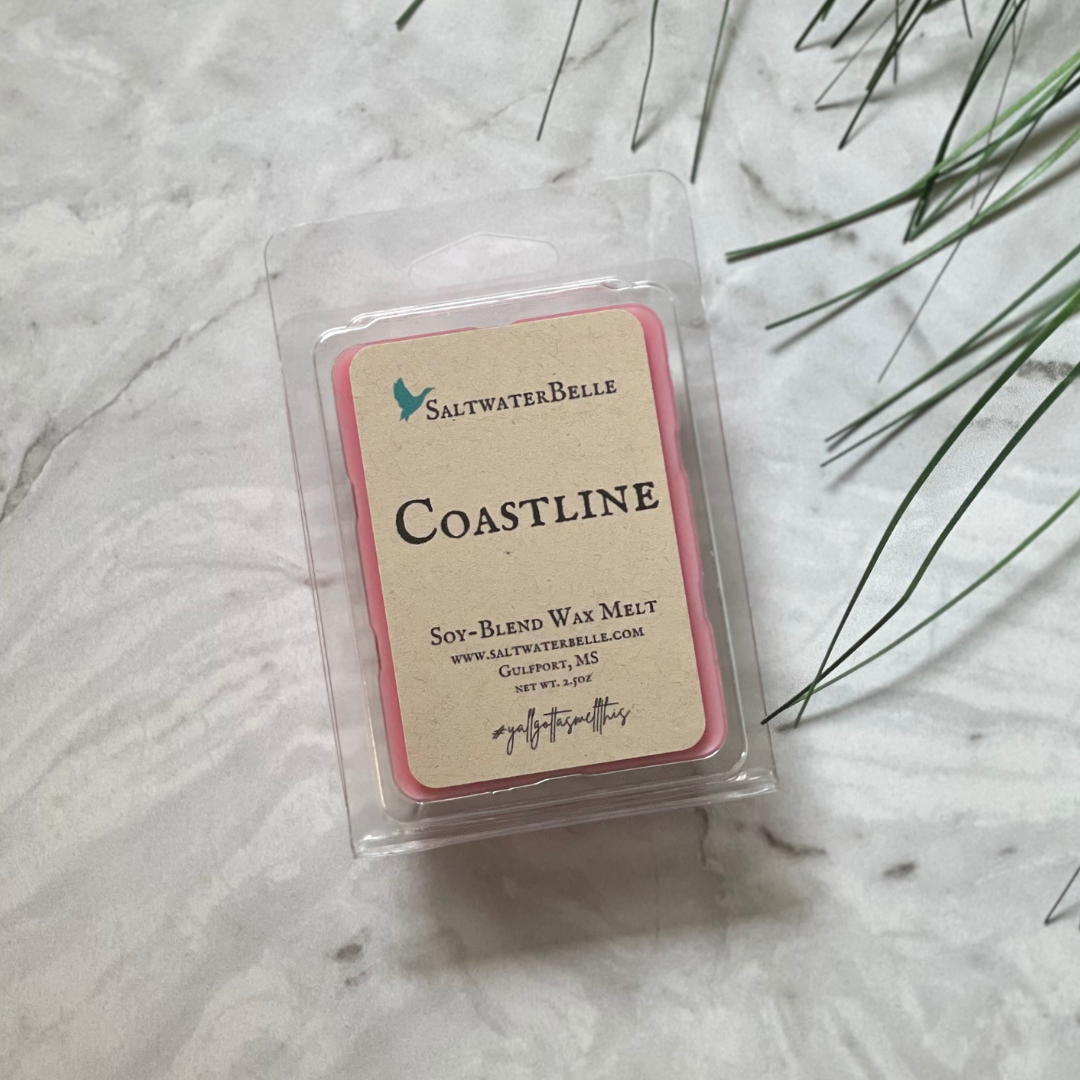 SaltwaterBelle
Coastline
Soy-Blend Wax Melt
www.saltwaterbelle.com
Gulfport, MS
net wt. 2.5oz
#yallgottasmellthis